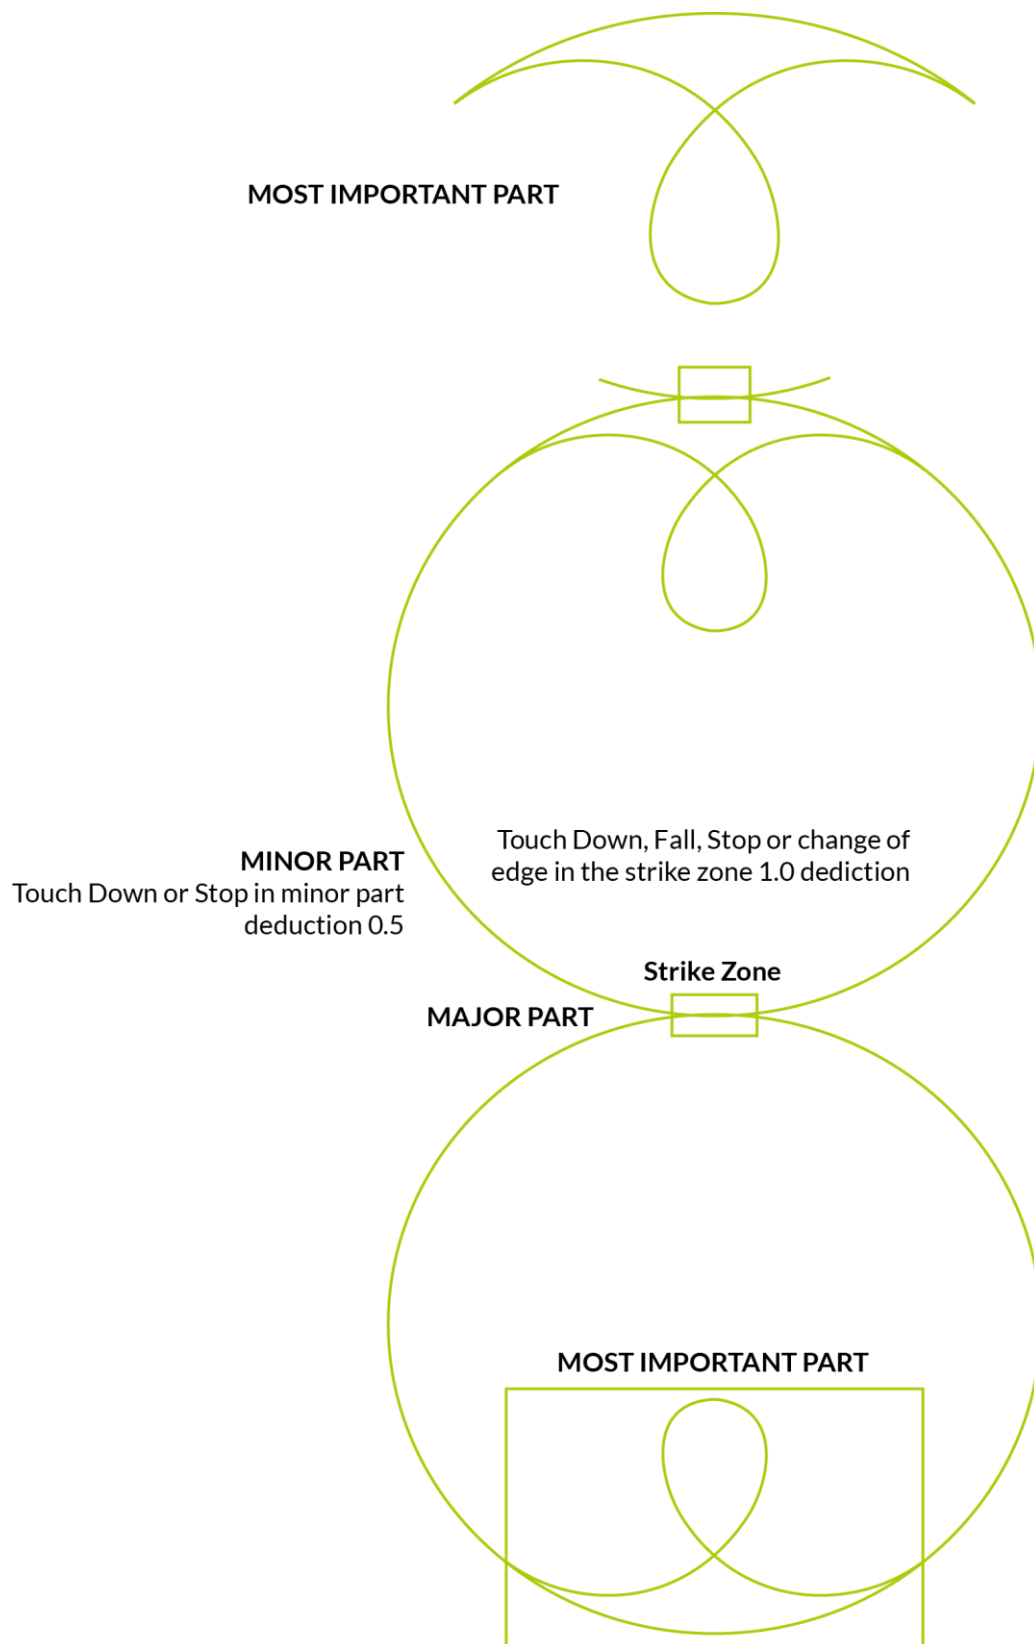 MOST IMPORTANT PART
MINOR PART
Touch Down or Stop in minor part
deduction 0.5
Touch Down, Fall, Stop or change of
edge in the strike zone 1.0 dediction
Strike Zone
MAJOR PART
MOST IMPORTANT PART